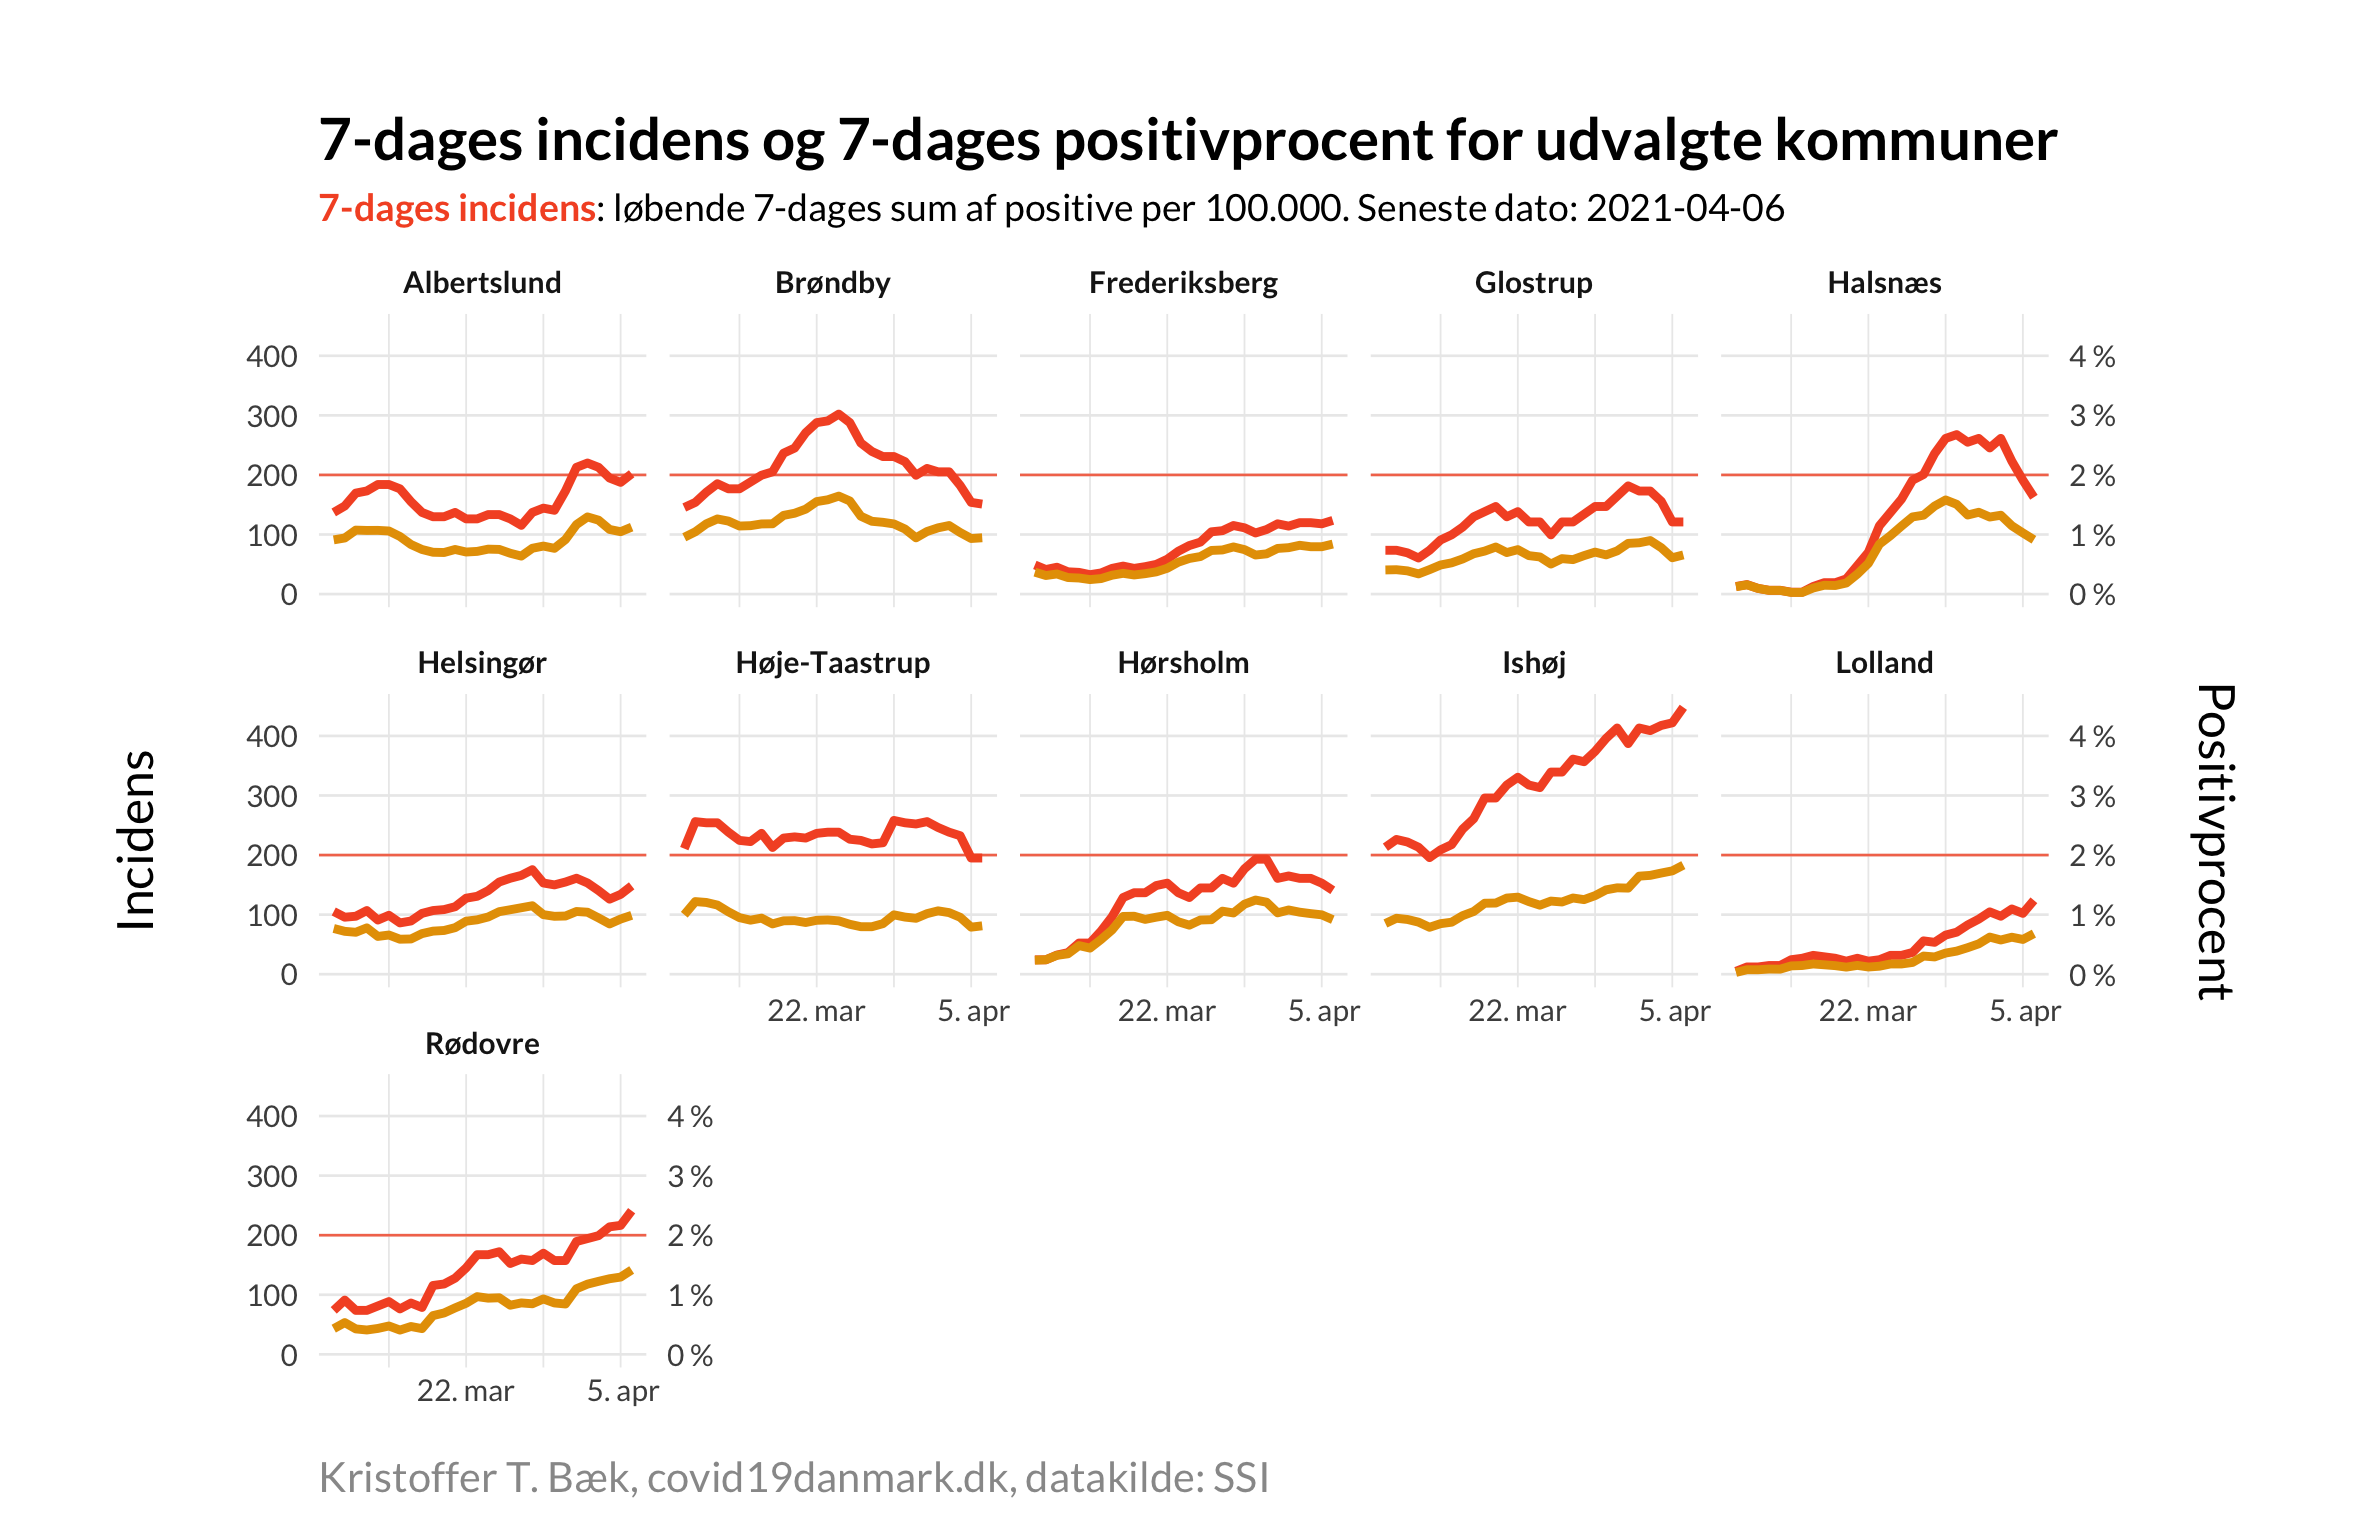 7-dages incidens og 7-dages positivprocent for udvalgte kommuner
7-dages incidens: løbende 7-dages sum af positive per 100.000. Seneste dato: 2021-04-06
Albertslund
Brøndby
Frederiksberg
Glostrup
Halsnæs
400
300
200
100
0
4 %
3 %
2 %
1 %
0 %
Helsingør
Høje-Taastrup
Hørsholm
Ishøj
Lolland
Incidens
400
300
200
100
0
4 %
3 %
2 %
1 %
0 %
Positivprocent
22. mar 5. apr
22. mar 5. apr
22. mar 5. apr
22. mar 5. apr
Rødovre
400
300
200
100
0
4 %
3 %
2 %
1 %
0 %
22. mar 5. apr
Kristoffer T. Bæk, covid19danmark.dk, datakilde: SSI